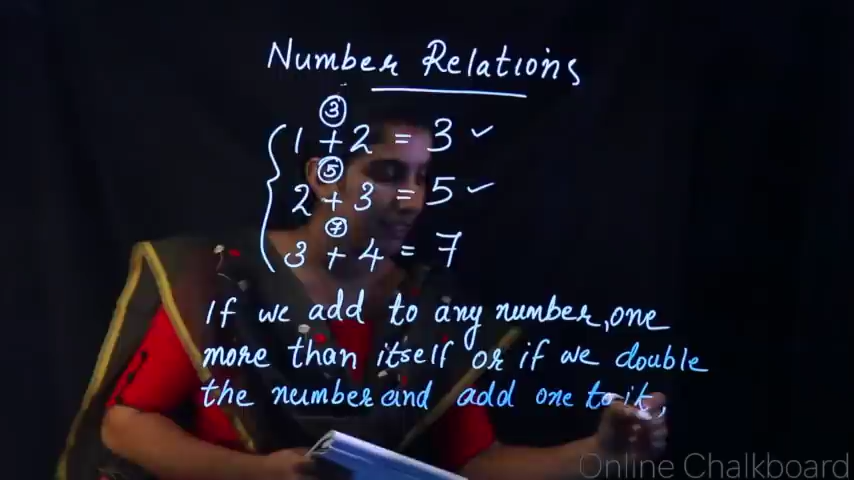 Number Relations
③
1 + 2 = 3 ✓
⑤
2 + 3 = 5 ✓
⑦
3 + 4 = 7
If we add to any number, one
more than itself or if we double
the number and add one to it,
Online Chalkboard